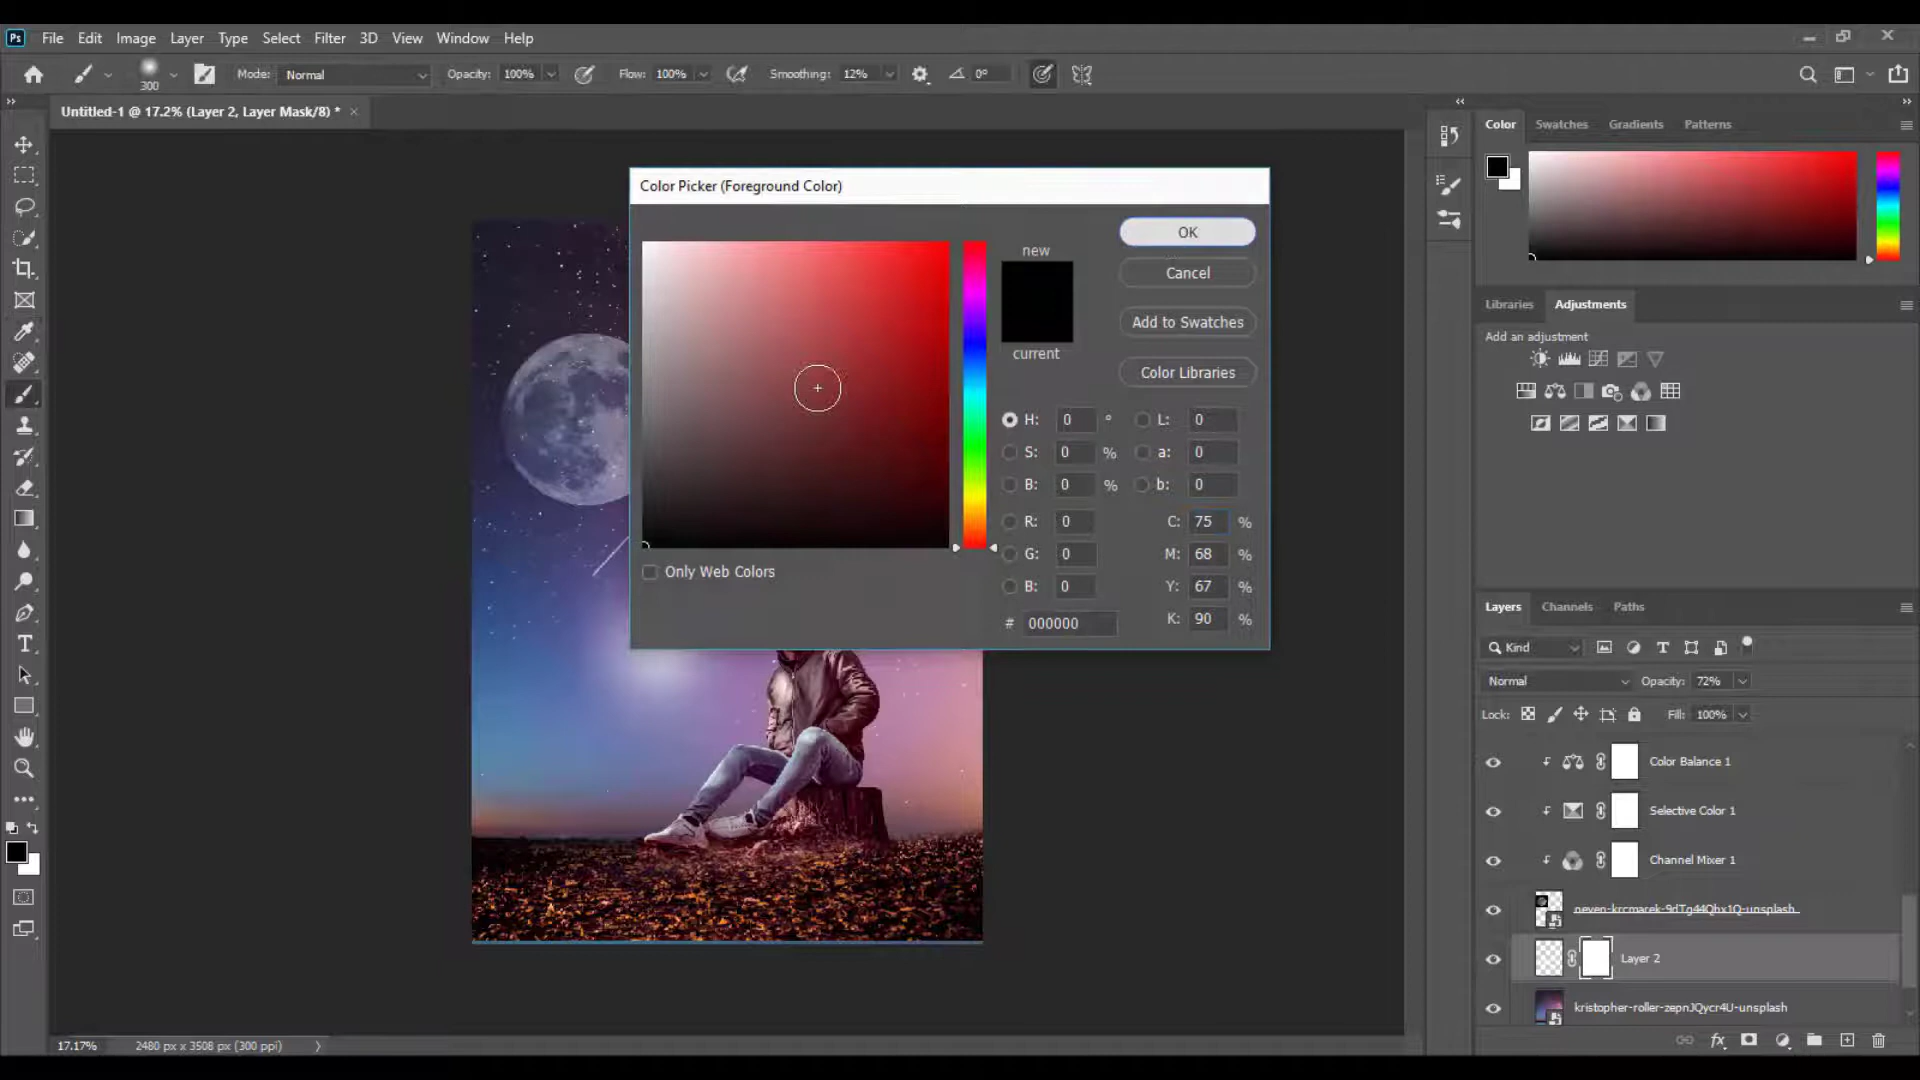 Ps File Edit Image Layer Type Select Filter 3D View Window Help
300 Mode: Normal Opacity: 100% Flow: 100% Smoothing: 12% 0°
Untitled-1 @ 17.2% (Layer 2, Layer Mask/8) *
Color Swatches Gradients Patterns
Color Picker (Foreground Color)
new
current
OK
Cancel
Add to Swatches
Color Libraries
H: 0 ° L: 0
S: 0 % a: 0
B: 0 % b: 0
R: 0 C: 75 %
G: 0 M: 68 %
B: 0 Y: 67 %
# 000000 K: 90 %
Only Web Colors
Libraries Adjustments
Add an adjustment
Layers Channels Paths
Kind
Normal Opacity: 72%
Lock: Fill: 100%
Color Balance 1
Selective Color 1
Channel Mixer 1
neven-krcmarek-9dTg44Qhx1Q-unsplash
Layer 2
kristopher-roller-zepnJQycr4U-unsplash
17.17% 2480 px x 3508 px (300 ppi)